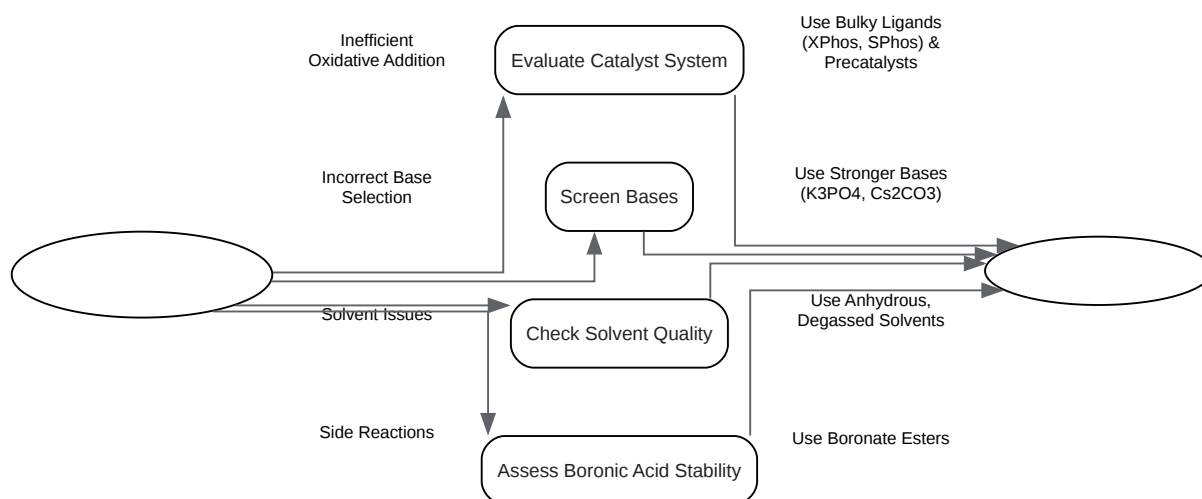 Inefficient
Oxidative Addition
Evaluate Catalyst System
Use Bulky Ligands
(XPhos, SPhos) &
Precatalysts
Incorrect Base
Selection
Screen Bases
Use Stronger Bases
(K3PO4, Cs2CO3)
Solvent Issues
Check Solvent Quality
Use Anhydrous,
Degassed Solvents
Side Reactions
Assess Boronic Acid Stability
Use Boronate Esters